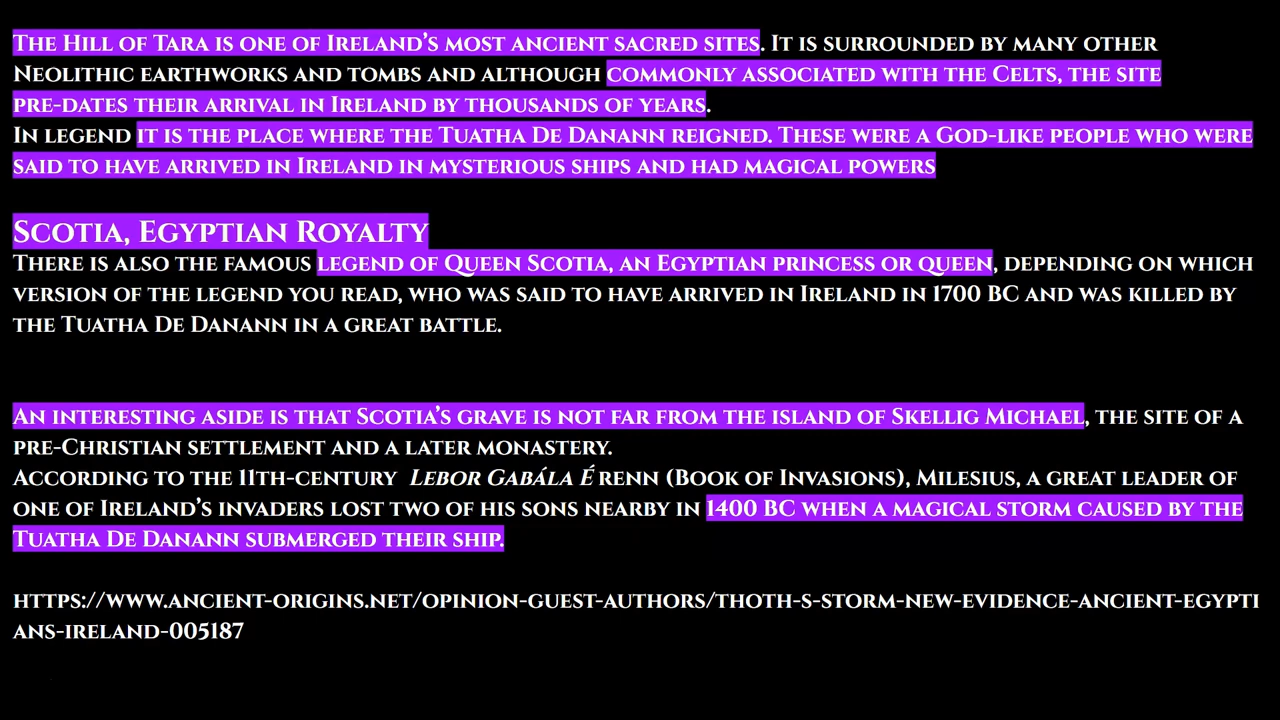 The Hill of Tara is one of Ireland’s most ancient sacred sites. It is surrounded by many other
Neolithic earthworks and tombs and although commonly associated with the Celts, the site
pre-dates their arrival in Ireland by thousands of years.
In legend it is the place where the Tuatha De Danann reigned. These were a God-like people who were
said to have arrived in Ireland in mysterious ships and had magical powers
Scotia, Egyptian Royalty
There is also the famous legend of Queen Scotia, an Egyptian princess or queen, depending on which
version of the legend you read, who was said to have arrived in Ireland in 1700 BC and was killed by
the Tuatha De Danann in a great battle.
An interesting aside is that Scotia’s grave is not far from the island of Skellig Michael, the site of a
pre-Christian settlement and a later monastery.
According to the 11th-century Lebor Gabála É renn (Book of Invasions), Milesius, a great leader of
one of Ireland’s invaders lost two of his sons nearby in 1400 BC when a magical storm caused by the
Tuatha De Danann submerged their ship.
https://www.ancient-origins.net/opinion-guest-authors/thoth-s-storm-new-evidence-ancient-egypti
ans-ireland-005187